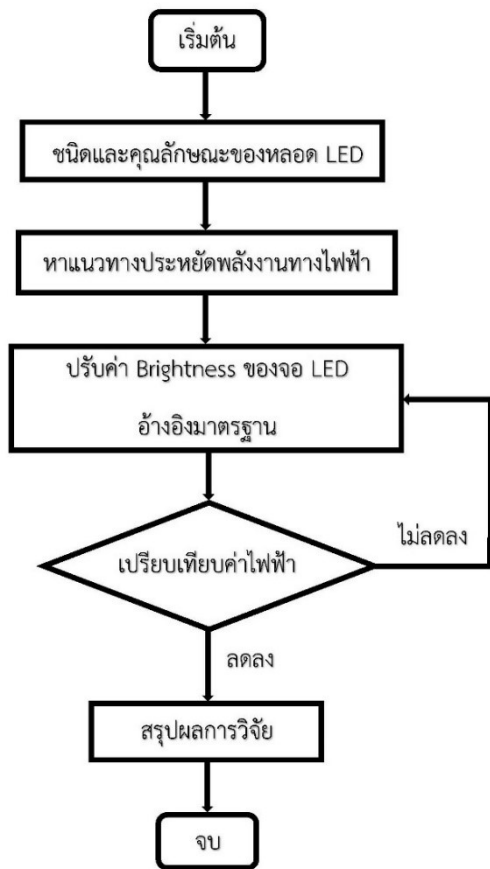 เริ่มต้น
ชนิดและคุณลักษณะของหลอด LED
หาแนวทางประหยัดพลังงานทางไฟฟ้า
ปรับค่า Brightness ของจอ LED
อ้างอิงมาตรฐาน
เปรียบเทียบค่าไฟฟ้า
ไม่ลดลง
ลดลง
สรุปผลการวิจัย
จบ